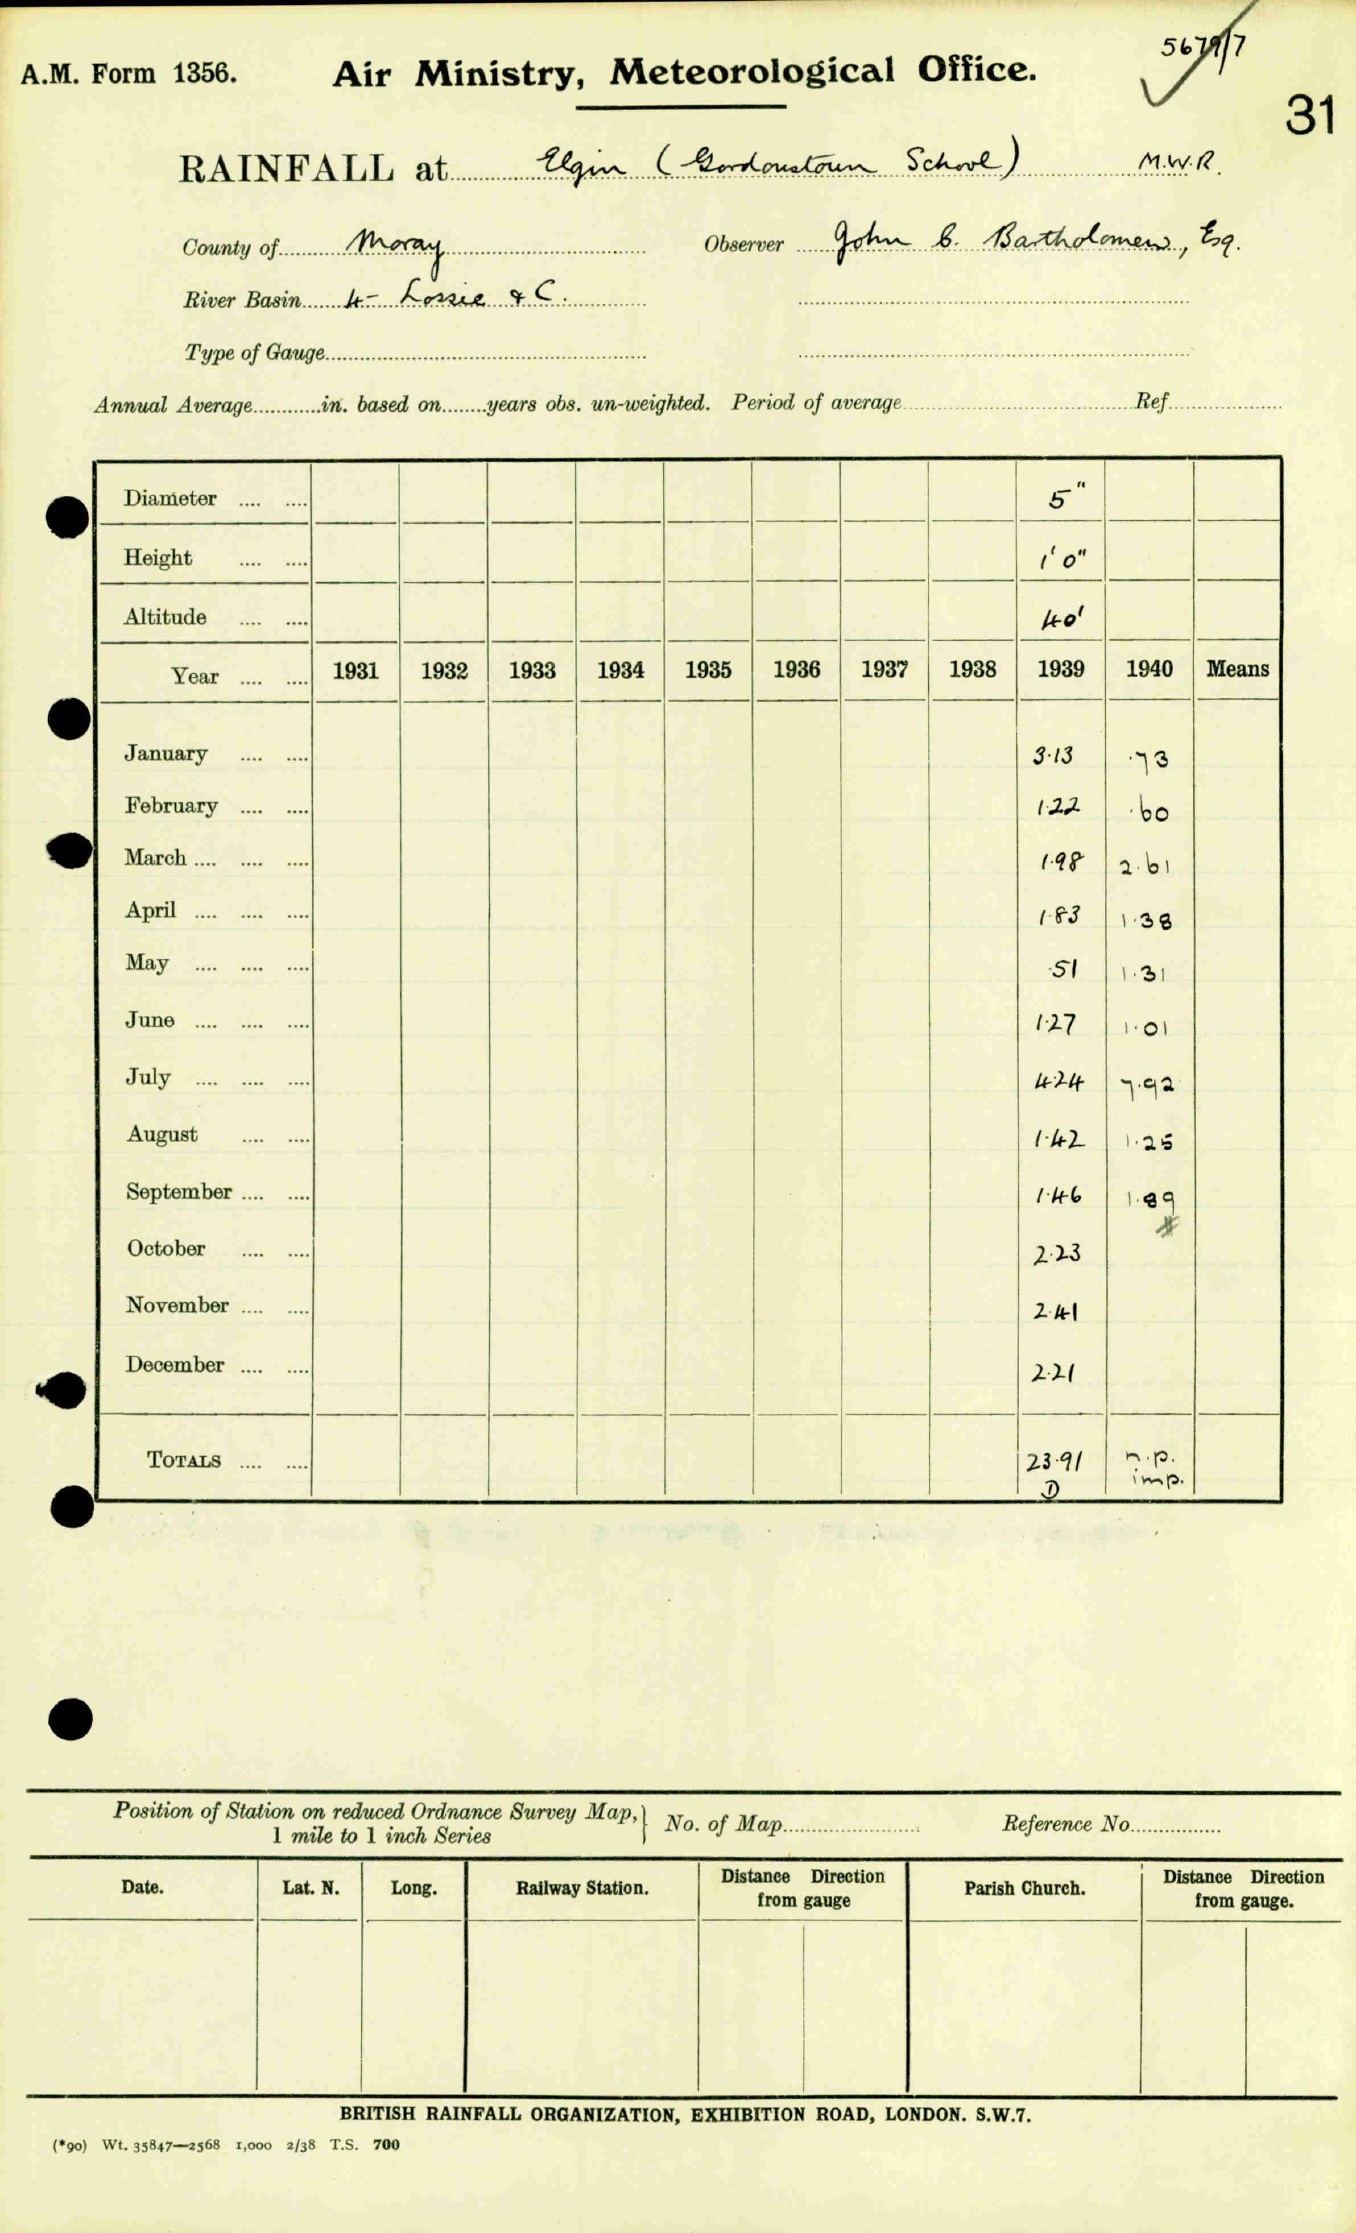 5679/7
A.M. Form 1356. Air Ministry, Meteorological Office.
31
RAINFALL at Elgin (Gordonstoun School) M.W.R.
County of Moray Observer John C. Bartholomew, Esq.
River Basin 4- Lossie & C.
Type of Gauge
Annual Average in. based on years obs. un-weighted. Period of average Ref
Diameter 5"
Height 1'0"
Altitude 40'
Year 1931 1932 1933 1934 1935 1936 1937 1938 1939 1940 Means
January 3·13 ·73
February 1·22 ·60
March 1·98 2·61
April 1·83 1·38
May ·51 1·31
June 1·27 1·01
July 4·24 7·92
August 1·42 1·25
September 1·46 1·89
#
October 2·23
November 2·41
December 2·21
TOTALS 23·91 n.p.
D imp.
Position of Station on reduced Ordnance Survey Map,
1 mile to 1 inch Series } No. of Map Reference No
Date. Lat. N. Long. Railway Station. Distance Direction from gauge Parish Church. Distance Direction from gauge.
BRITISH RAINFALL ORGANIZATION, EXHIBITION ROAD, LONDON. S.W.7.
(*90) Wt. 35847—2568 1,000 2/38 T.S. 700